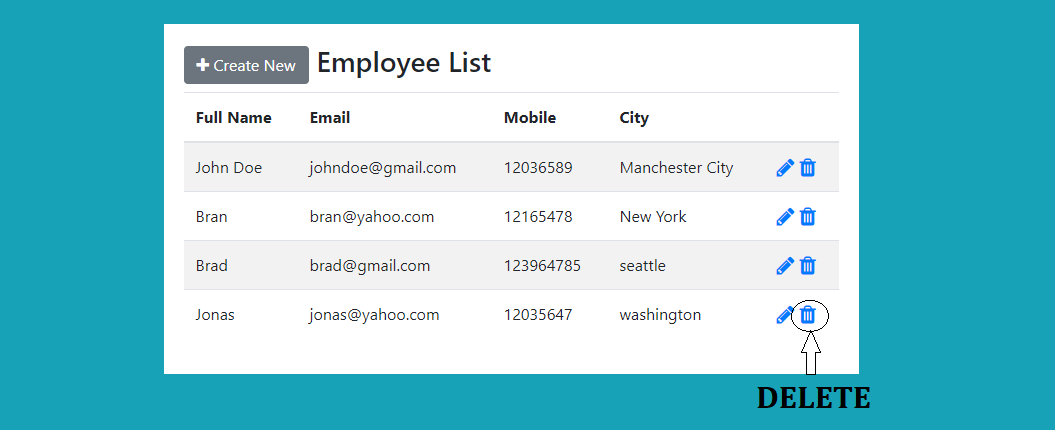 Create New Employee List
Full Name Email Mobile City
John Doe johndoe@gmail.com 12036589 Manchester City
Bran bran@yahoo.com 12165478 New York
Brad brad@gmail.com 123964785 seattle
Jonas jonas@yahoo.com 12035647 washington
DELETE